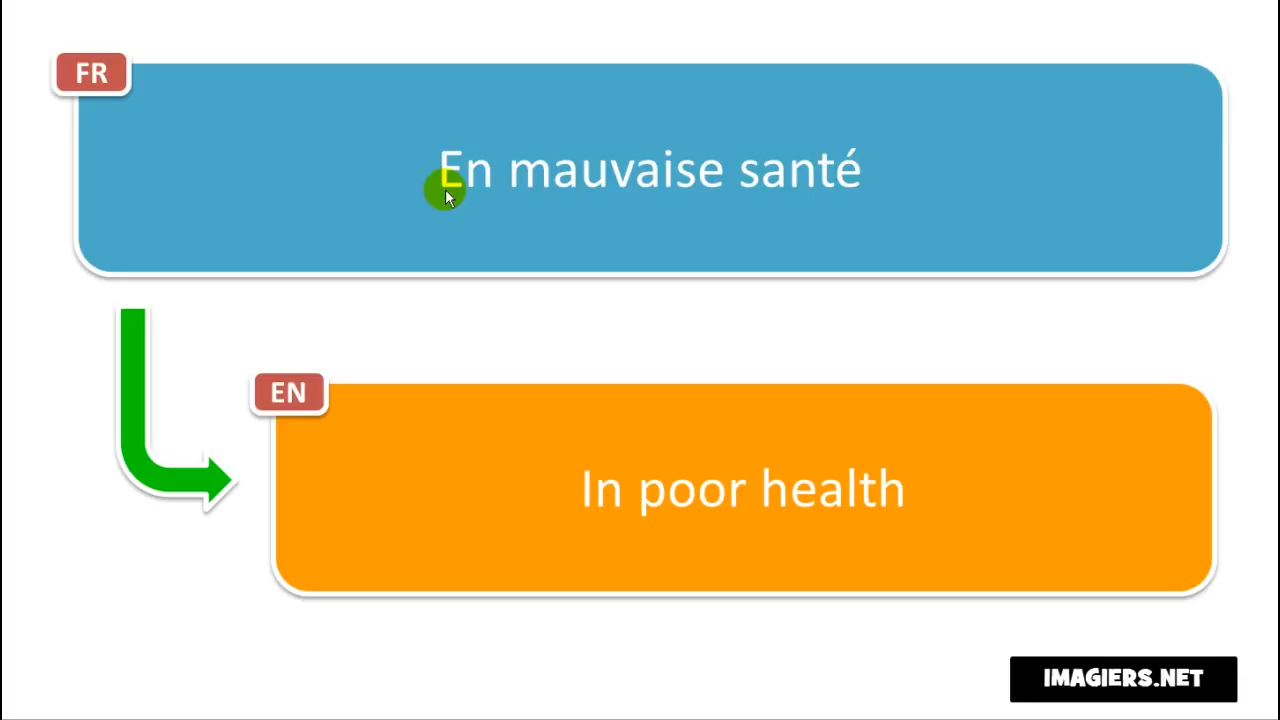 FR
En mauvaise santé
EN
In poor health
IMAGIERS.NET